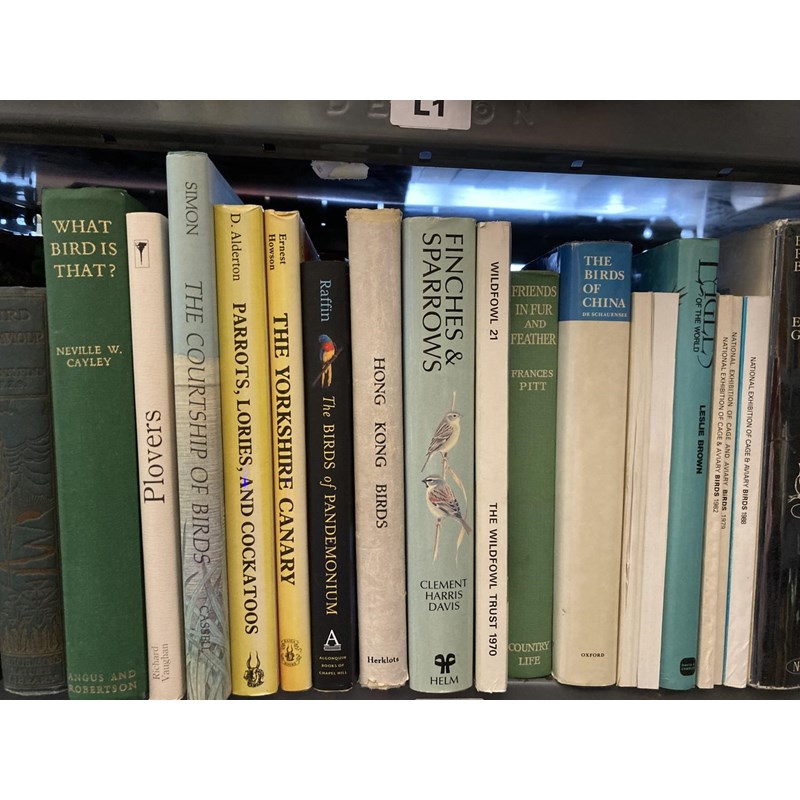 L1
WHAT
BIRD IS
THAT?
NEVILLE W.
CAYLEY
ANGUS AND
ROBERTSON
Plovers
Richard
Vaughan
SIMON
THE COURTSHIP OF BIRDS
CASSELL
D. Alderton
PARROTS, LORIES, AND COCKATOOS
Ernest
Howson
THE YORKSHIRE CANARY
Raffin
The BIRDS of PANDEMONIUM
A
ALGONQUIN
BOOKS OF
CHAPEL HILL
HONG KONG BIRDS
Herklots
FINCHES &
SPARROWS
CLEMENT
HARRIS
DAVIS
HELM
WILDFOWL 21
THE WILDFOWL TRUST 1970
FRIENDS
IN FUR
AND
FEATHER
FRANCES
PITT
COUNTRY
LIFE
THE
BIRDS
OF
CHINA
DE SCHAUENSEE
OXFORD
OF THE WORLD
LESLIE BROWN
NATIONAL EXHIBITION OF CAGE & AVIARY BIRDS 1982
NATIONAL EXHIBITION OF CAGE AND AVIARY BIRDS 1979
NATIONAL EXHIBITION OF CAGE & AVIARY BIRDS 1988